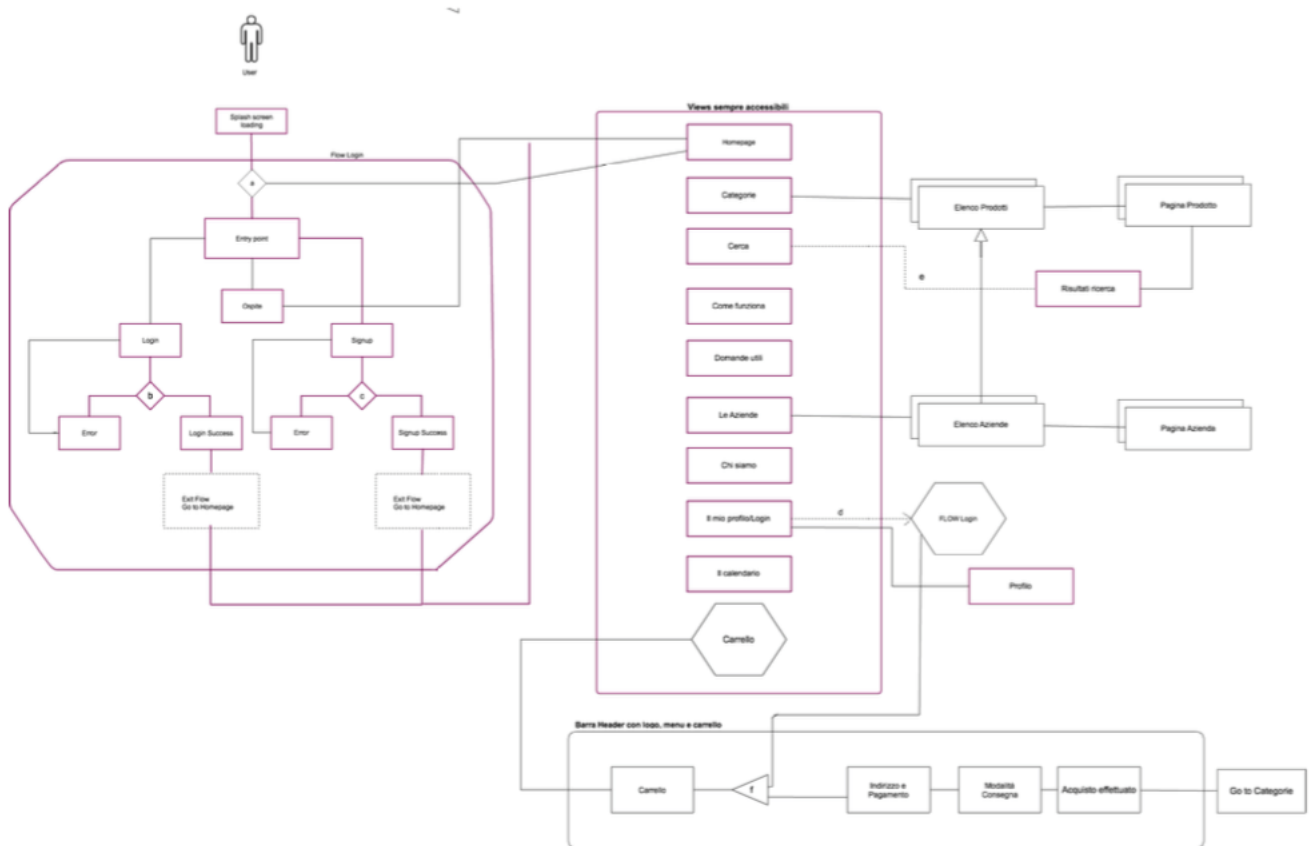 User
Splash screen
loading
Flow Login
a
Entry point
Ospite
Login
Signup
b
c
Error
Login Success
Error
Signup Success
Exit Flow
Go to Homepage
Exit Flow
Go to Homepage
Views sempre accessibili
Homepage
Categorie
Cerca
Come funziona
Domande utili
Le Aziende
Chi siamo
Il mio profilo/Login
Il calendario
Carrello
Elenco Prodotti
Pagina Prodotto
e
Risultati ricerca
Elenco Aziende
Pagina Azienda
d
FLOW Login
Profilo
Barra Header con logo, menu e carrello
Carrello
f
Indirizzo e
Pagamento
Modalità
Consegna
Acquisto effettuato
Go to Categorie